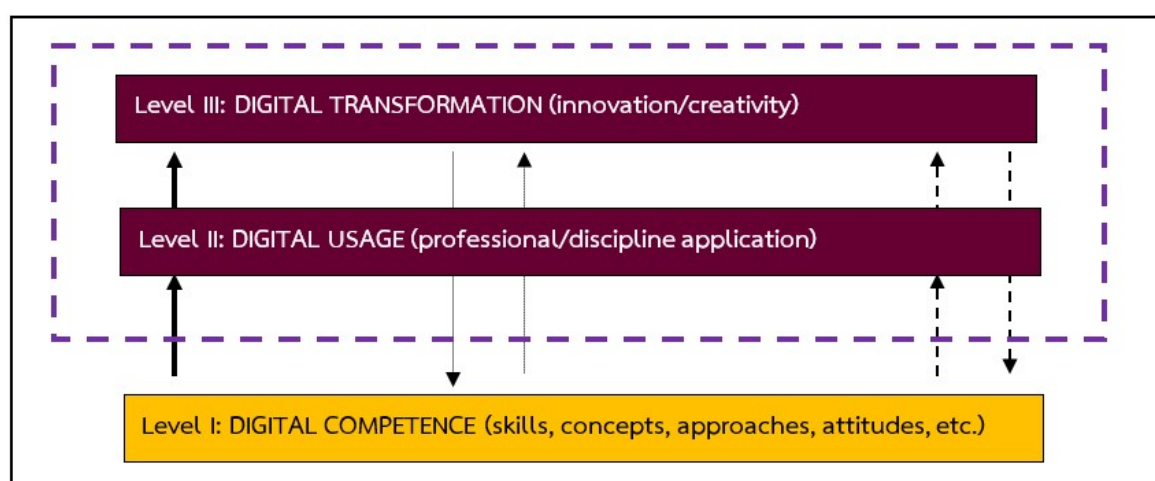 Level III: DIGITAL TRANSFORMATION (innovation/creativity)
Level II: DIGITAL USAGE (professional/discipline application)
Level I: DIGITAL COMPETENCE (skills, concepts, approaches, attitudes, etc.)